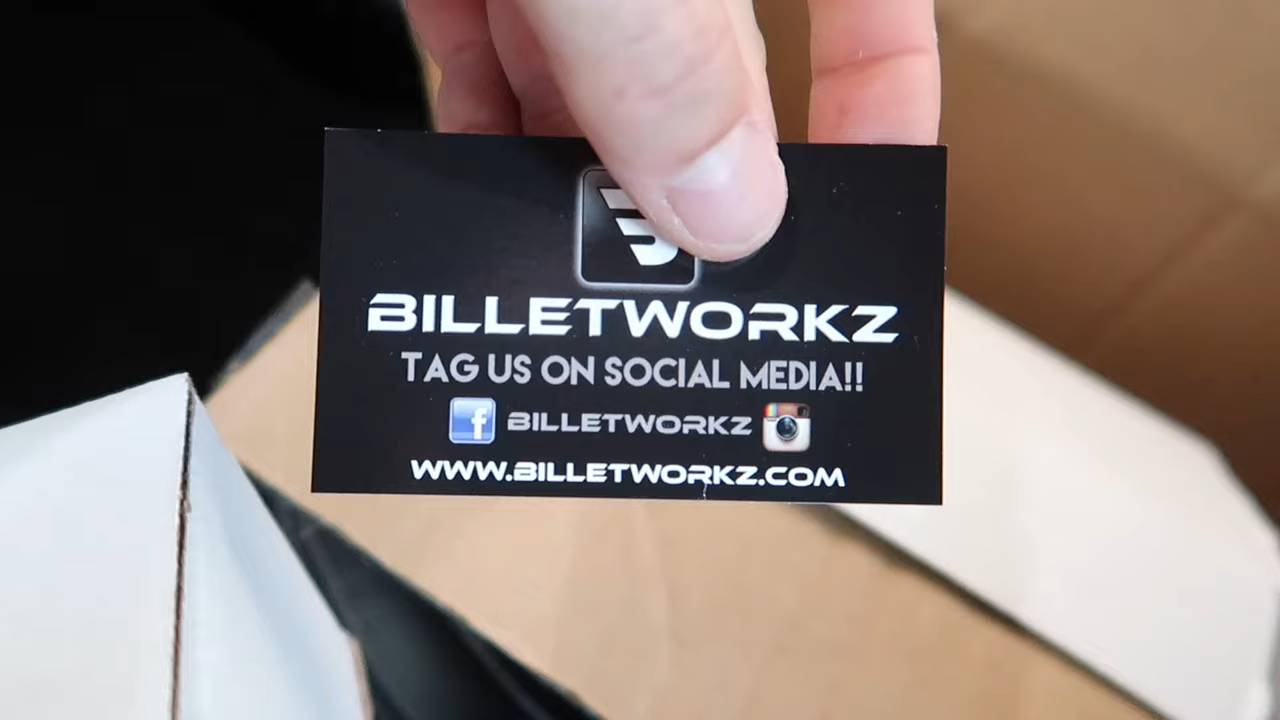 BILLETWORKZ
TAG US ON SOCIAL MEDIA!!
f BILLETWORKZ
WWW.BILLETWORKZ.COM